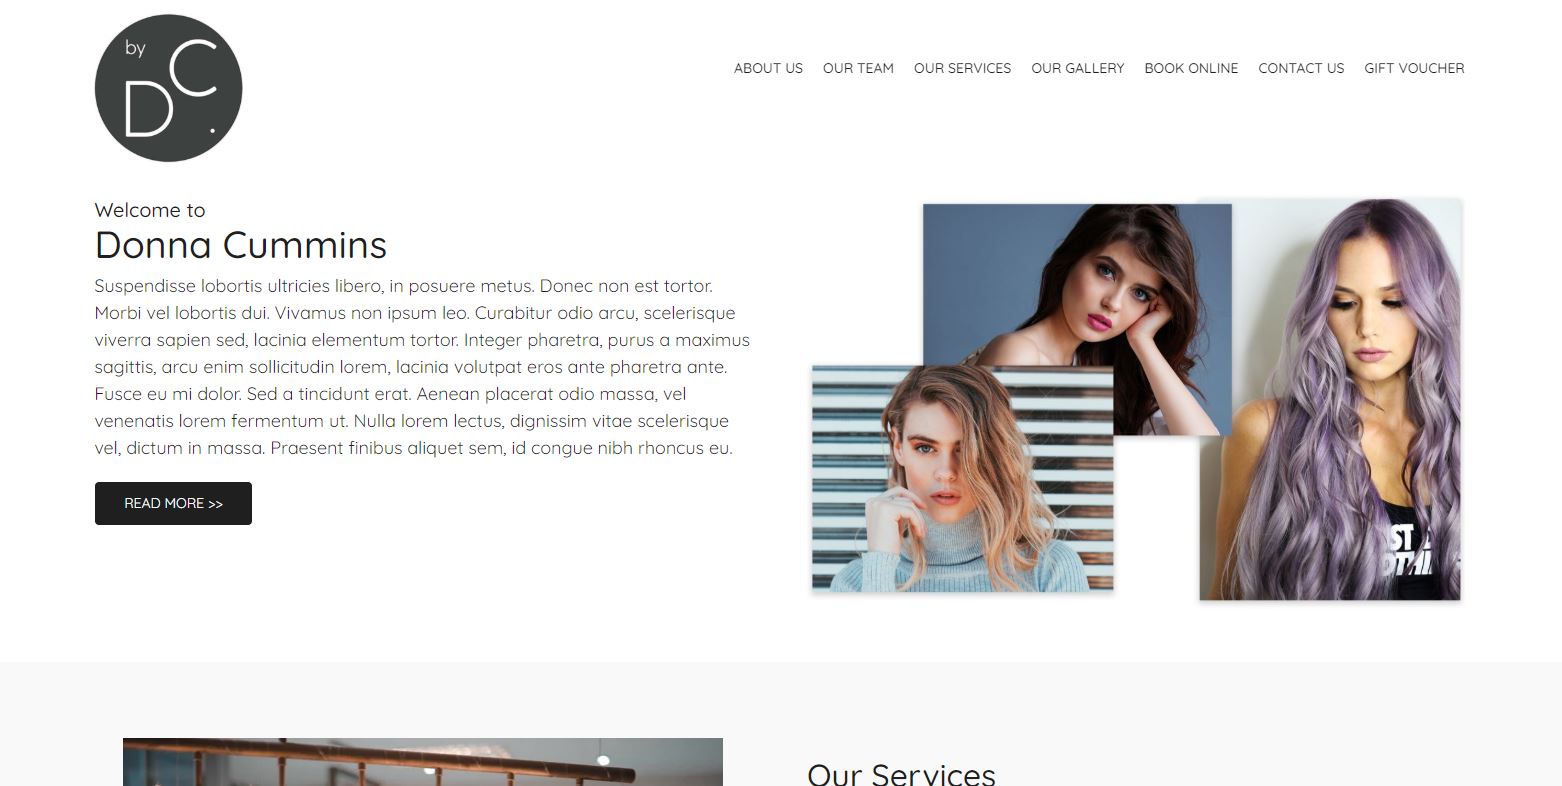 by
DC.
ABOUT US OUR TEAM OUR SERVICES OUR GALLERY BOOK ONLINE CONTACT US GIFT VOUCHER
Welcome to
Donna Cummins
Suspendisse lobortis ultricies libero, in posuere metus. Donec non est tortor.
Morbi vel lobortis dui. Vivamus non ipsum leo. Curabitur odio arcu, scelerisque
viverra sapien sed, lacinia elementum tortor. Integer pharetra, purus a maximus
sagittis, arcu enim sollicitudin lorem, lacinia volutpat eros ante pharetra ante.
Fusce eu mi dolor. Sed a tincidunt erat. Aenean placerat odio massa, vel
venenatis lorem fermentum ut. Nulla lorem lectus, dignissim vitae scelerisque
vel, dictum in massa. Praesent finibus aliquet sem, id congue nibh rhoncus eu.
READ MORE >>
Our Services